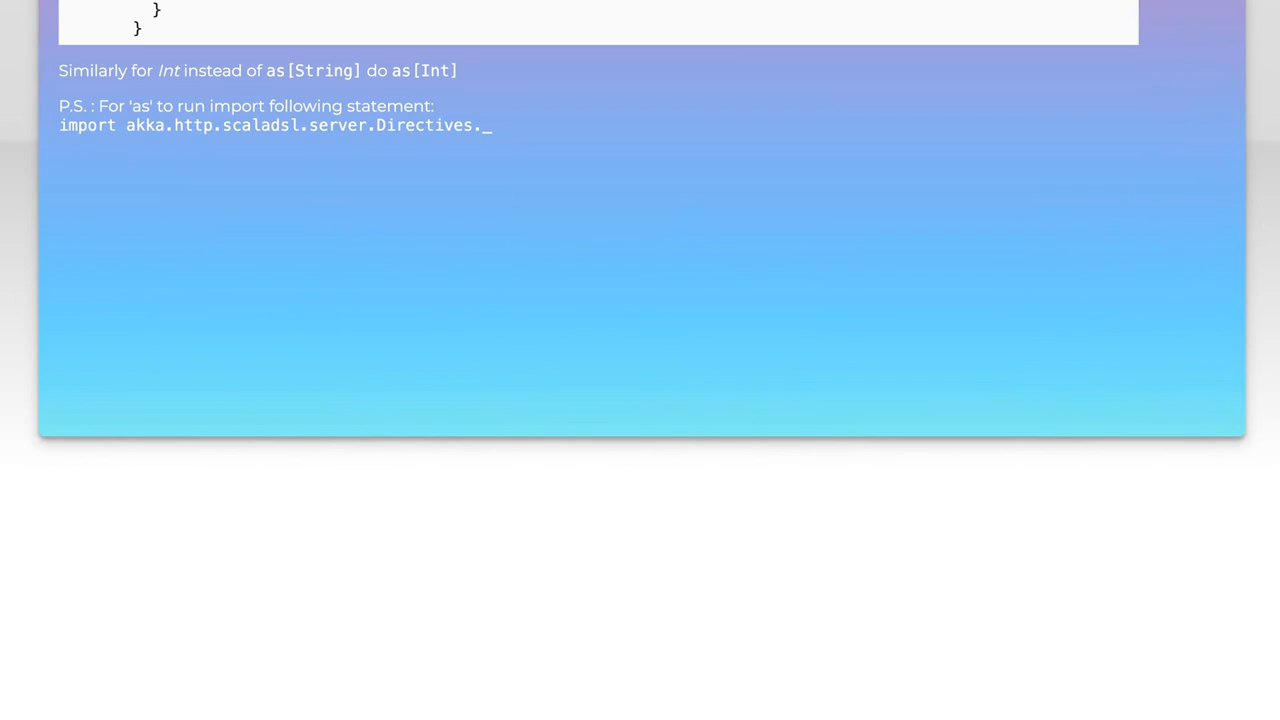 }
}
Similarly for Int instead of as[String] do as[Int]
P.S. : For 'as' to run import following statement:
import akka.http.scaladsl.server.Directives._